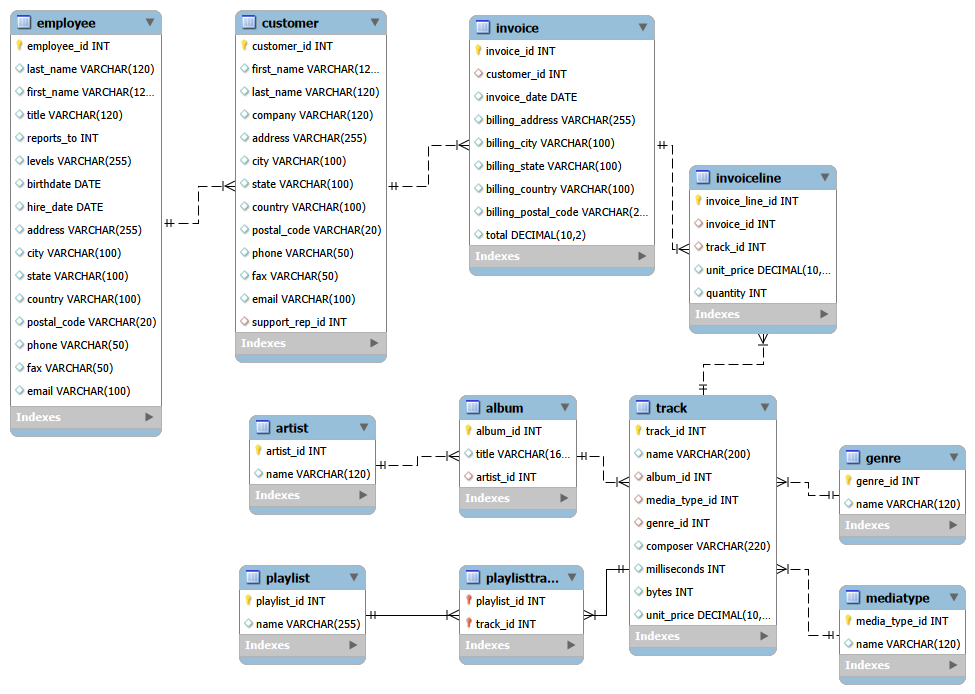 employee
employee_id INT
last_name VARCHAR(120)
first_name VARCHAR(12...
title VARCHAR(120)
reports_to INT
levels VARCHAR(255)
birthdate DATE
hire_date DATE
address VARCHAR(255)
city VARCHAR(100)
state VARCHAR(100)
country VARCHAR(100)
postal_code VARCHAR(20)
phone VARCHAR(50)
fax VARCHAR(50)
email VARCHAR(100)
Indexes
customer
customer_id INT
first_name VARCHAR(12...
last_name VARCHAR(120)
company VARCHAR(120)
address VARCHAR(255)
city VARCHAR(100)
state VARCHAR(100)
country VARCHAR(100)
postal_code VARCHAR(20)
phone VARCHAR(50)
fax VARCHAR(50)
email VARCHAR(100)
support_rep_id INT
Indexes
invoice
invoice_id INT
customer_id INT
invoice_date DATE
billing_address VARCHAR(255)
billing_city VARCHAR(100)
billing_state VARCHAR(100)
billing_country VARCHAR(100)
billing_postal_code VARCHAR(2...
total DECIMAL(10,2)
Indexes
invoiceline
invoice_line_id INT
invoice_id INT
track_id INT
unit_price DECIMAL(10,...
quantity INT
Indexes
artist
artist_id INT
name VARCHAR(120)
Indexes
album
album_id INT
title VARCHAR(16...
artist_id INT
Indexes
track
track_id INT
name VARCHAR(200)
album_id INT
media_type_id INT
genre_id INT
composer VARCHAR(220)
milliseconds INT
bytes INT
unit_price DECIMAL(10,...
Indexes
genre
genre_id INT
name VARCHAR(120)
Indexes
playlist
playlist_id INT
name VARCHAR(255)
Indexes
playlisttra...
playlist_id INT
track_id INT
Indexes
mediatype
media_type_id INT
name VARCHAR(120)
Indexes